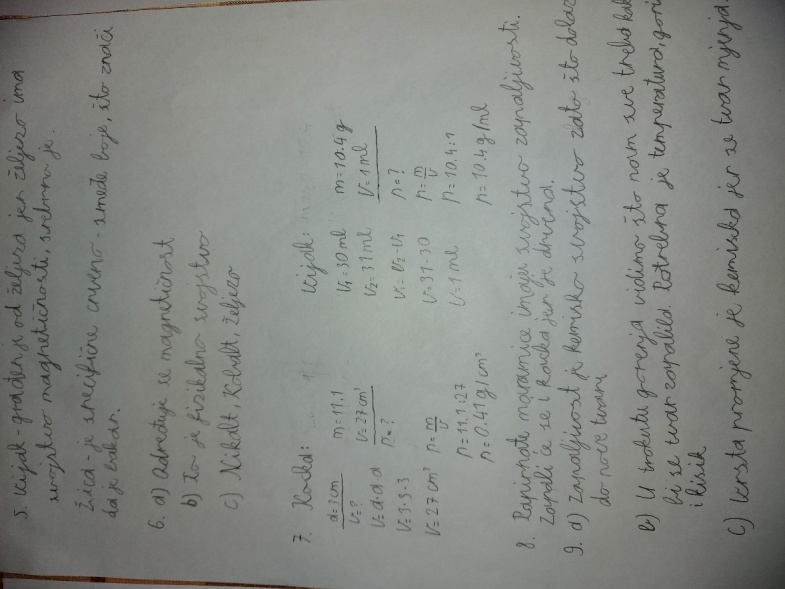 5. Vijak - građen je od željeza jer željezo ima
svojstvo magnetičnosti, srebrna je.
Žica - je specifične crveno - smeđe boje, što znači
da je bakar.
6. a) Određuje se magnetičnost
b) to je fizikalno svojstvo
c) Nikalt, Kobalt, željezo
7. Kocka:
a = 3 cm
V = ?
V = a·a·a
V = 3·3·3
V = 27 cm³
m = 11.1
V = 27 cm³
ρ = ?
ρ = m/V
ρ = 11.1 : 27
ρ = 0.41 g/cm³
Vijak:
V₁ = 30 ml
V₂ = 31 ml
V = V₂ - V₁
V = 31 - 30
V = 1 ml
m = 10.4 g
V = 1 ml
ρ = ?
ρ = m/V
ρ = 10.4 : 1
ρ = 10.4 g/ml
8. Papirnate maramice imaju svojstvo zapaljivosti.
Zapalit će se i kocka jer je drvena.
9. a) Zapaljivost je kemijsko svojstvo zato što dolazi
do nove tvari
b) U trokutu gorenja vidimo što nam sve treba kako
bi se tvar zapalila. Potrebna je temperatura, gorivo
i kisik
c) Vrsta promjene je kemijska jer se tvar mijenja.